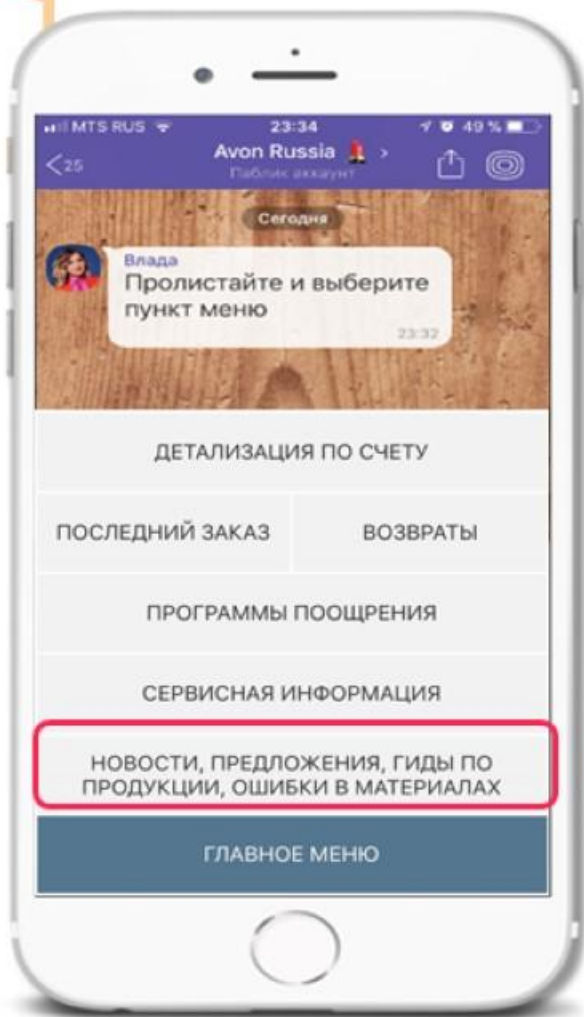 MTS RUS 23:34 49 %
<25 Avon Russia >
Паблик аккаунт
Сегодня
Влада
Пролистайте и выберите
пункт меню
23:32
ДЕТАЛИЗАЦИЯ ПО СЧЕТУ
ПОСЛЕДНИЙ ЗАКАЗ ВОЗВРАТЫ
ПРОГРАММЫ ПООЩРЕНИЯ
СЕРВИСНАЯ ИНФОРМАЦИЯ
НОВОСТИ, ПРЕДЛОЖЕНИЯ, ГИДЫ ПО
ПРОДУКЦИИ, ОШИБКИ В МАТЕРИАЛАХ
ГЛАВНОЕ МЕНЮ